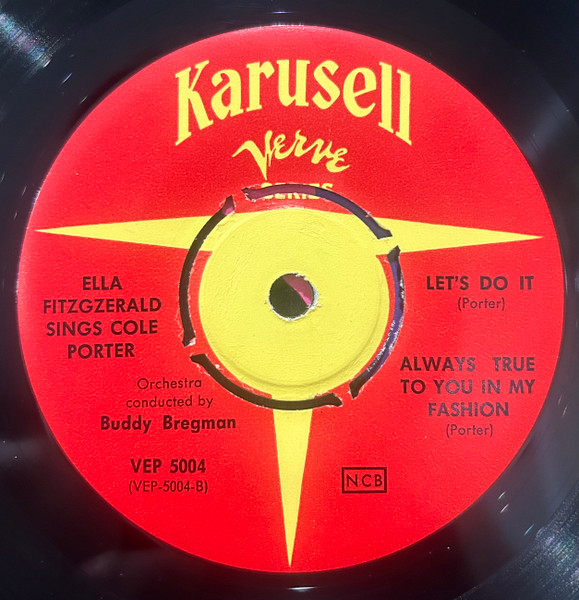 Karusell
Verve
SERIES
ELLA
FITZGZERALD
SINGS COLE
PORTER
Orchestra
conducted by
Buddy Bregman
VEP 5004
(VEP-5004-B)
LET'S DO IT
(Porter)
ALWAYS TRUE
TO YOU IN MY
FASHION
(Porter)
NCB